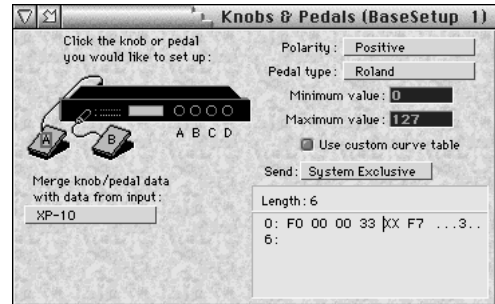 Knobs & Pedals (BaseSetup 1)
Click the knob or pedal
you would like to set up:
A
B
A B C D
Merge knob/pedal data
with data from input:
XP-10
Polarity: Positive
Pedal type: Roland
Minimum value: 0
Maximum value: 127
Use custom curve table
Send: System Exclusive
Length: 6
0: F0 00 00 33 XX F7 ...3..
6: